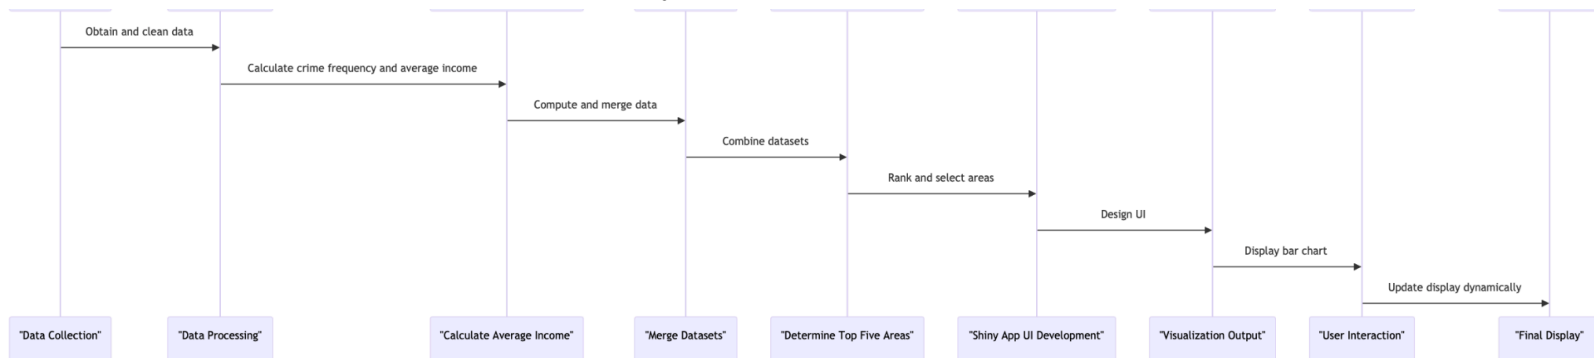 Obtain and clean data
Calculate crime frequency and average income
Compute and merge data
Combine datasets
Rank and select areas
Design UI
Display bar chart
Update display dynamically
"Data Collection"
"Data Processing"
"Calculate Average Income"
"Merge Datasets"
"Determine Top Five Areas"
"Shiny App UI Development"
"Visualization Output"
"User Interaction"
"Final Display"